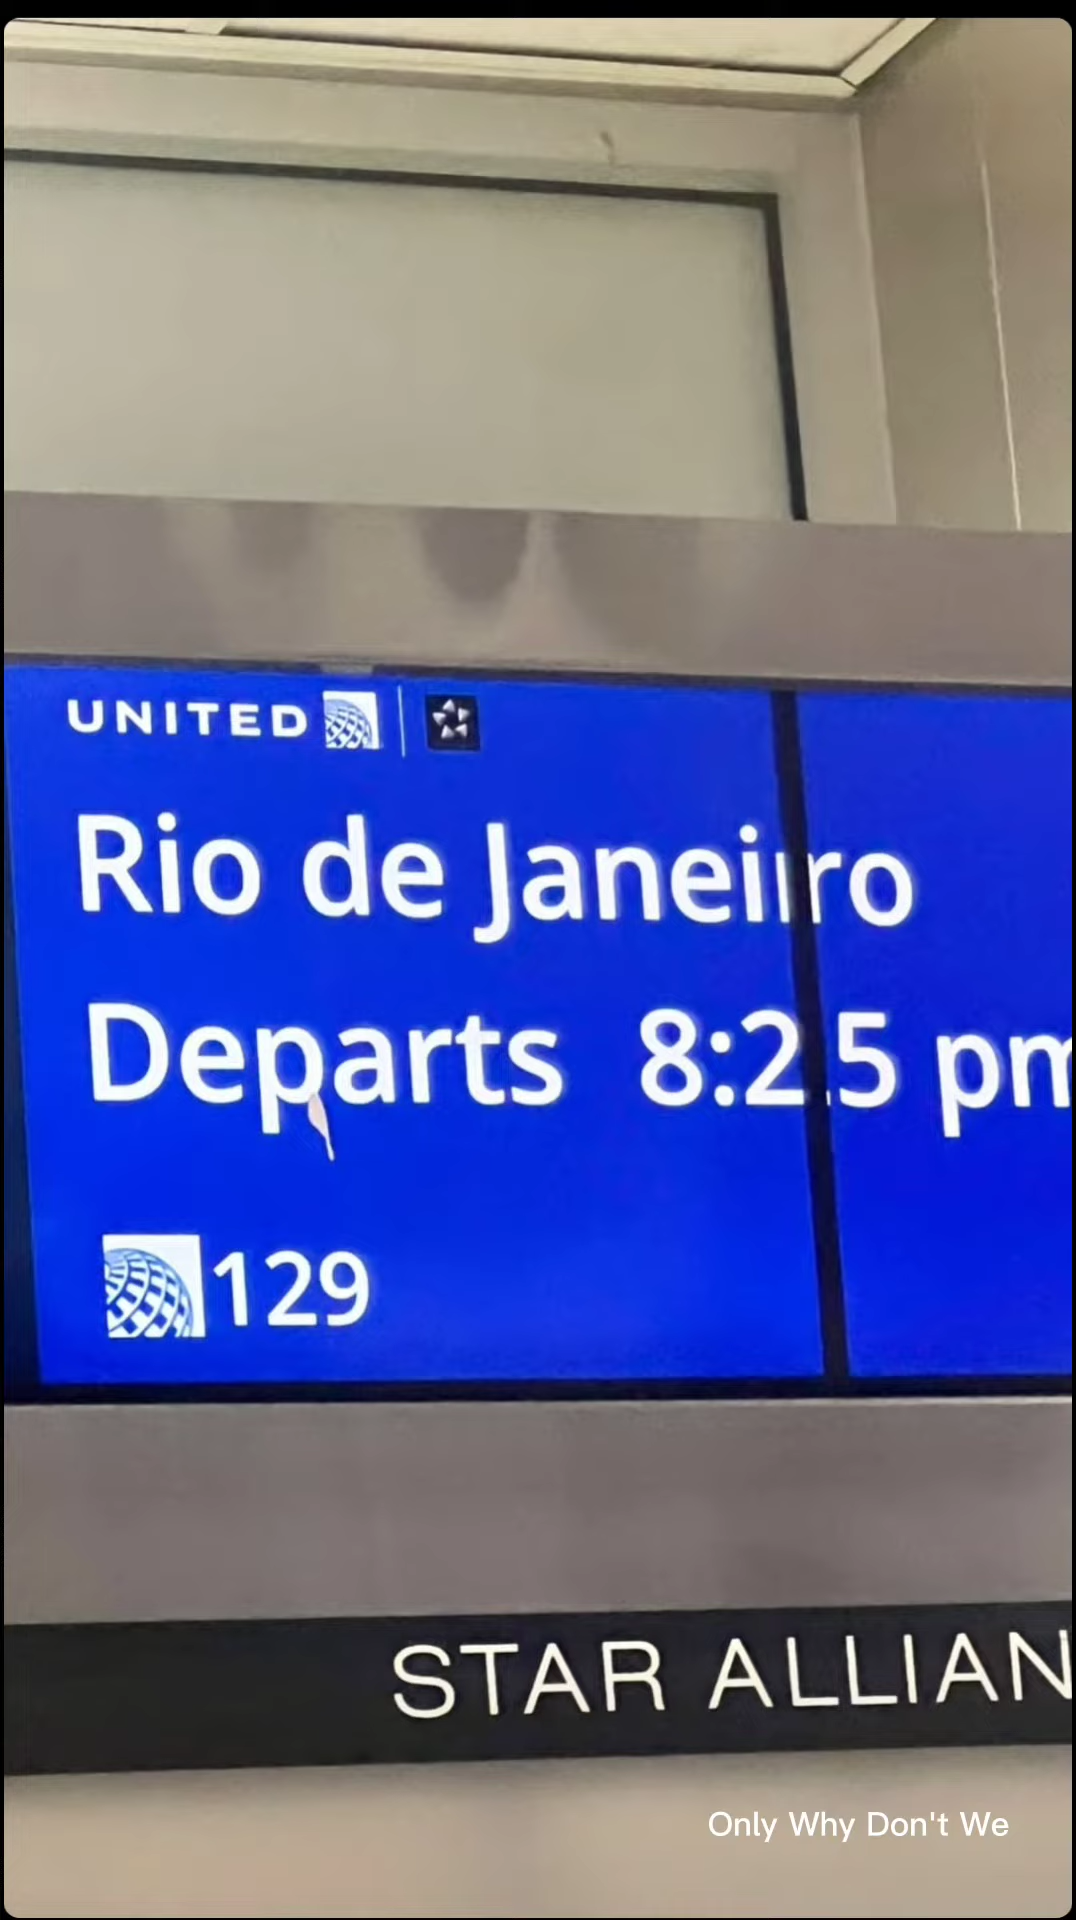 UNITED
Rio de Janeiro
Departs 8:25 pm
129
STAR ALLIAN
Only Why Don't We